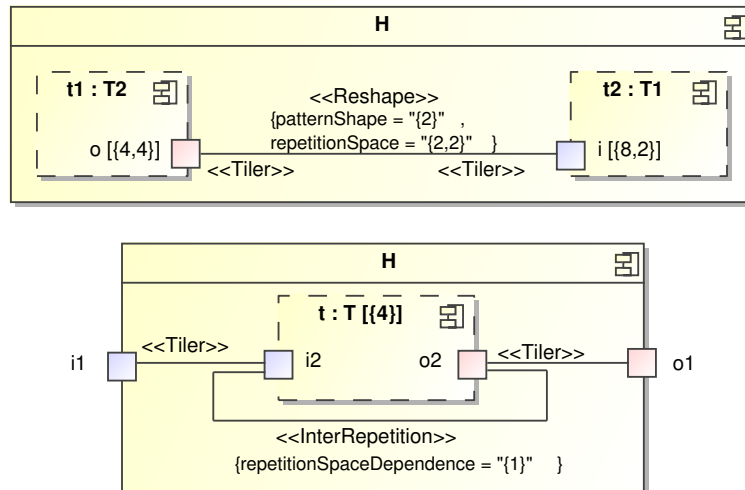 H
t1 : T2
t2 : T1
<<Reshape>>
{patternShape = "{2}" ,
repetitionSpace = "{2,2}" }
o [{4,4}]
i [{8,2}]
<<Tiler>>
<<Tiler>>
H
t : T [{4}]
i1
<<Tiler>>
i2
o2
<<Tiler>>
o1
<<InterRepetition>>
{repetitionSpaceDependence = "{1}" }